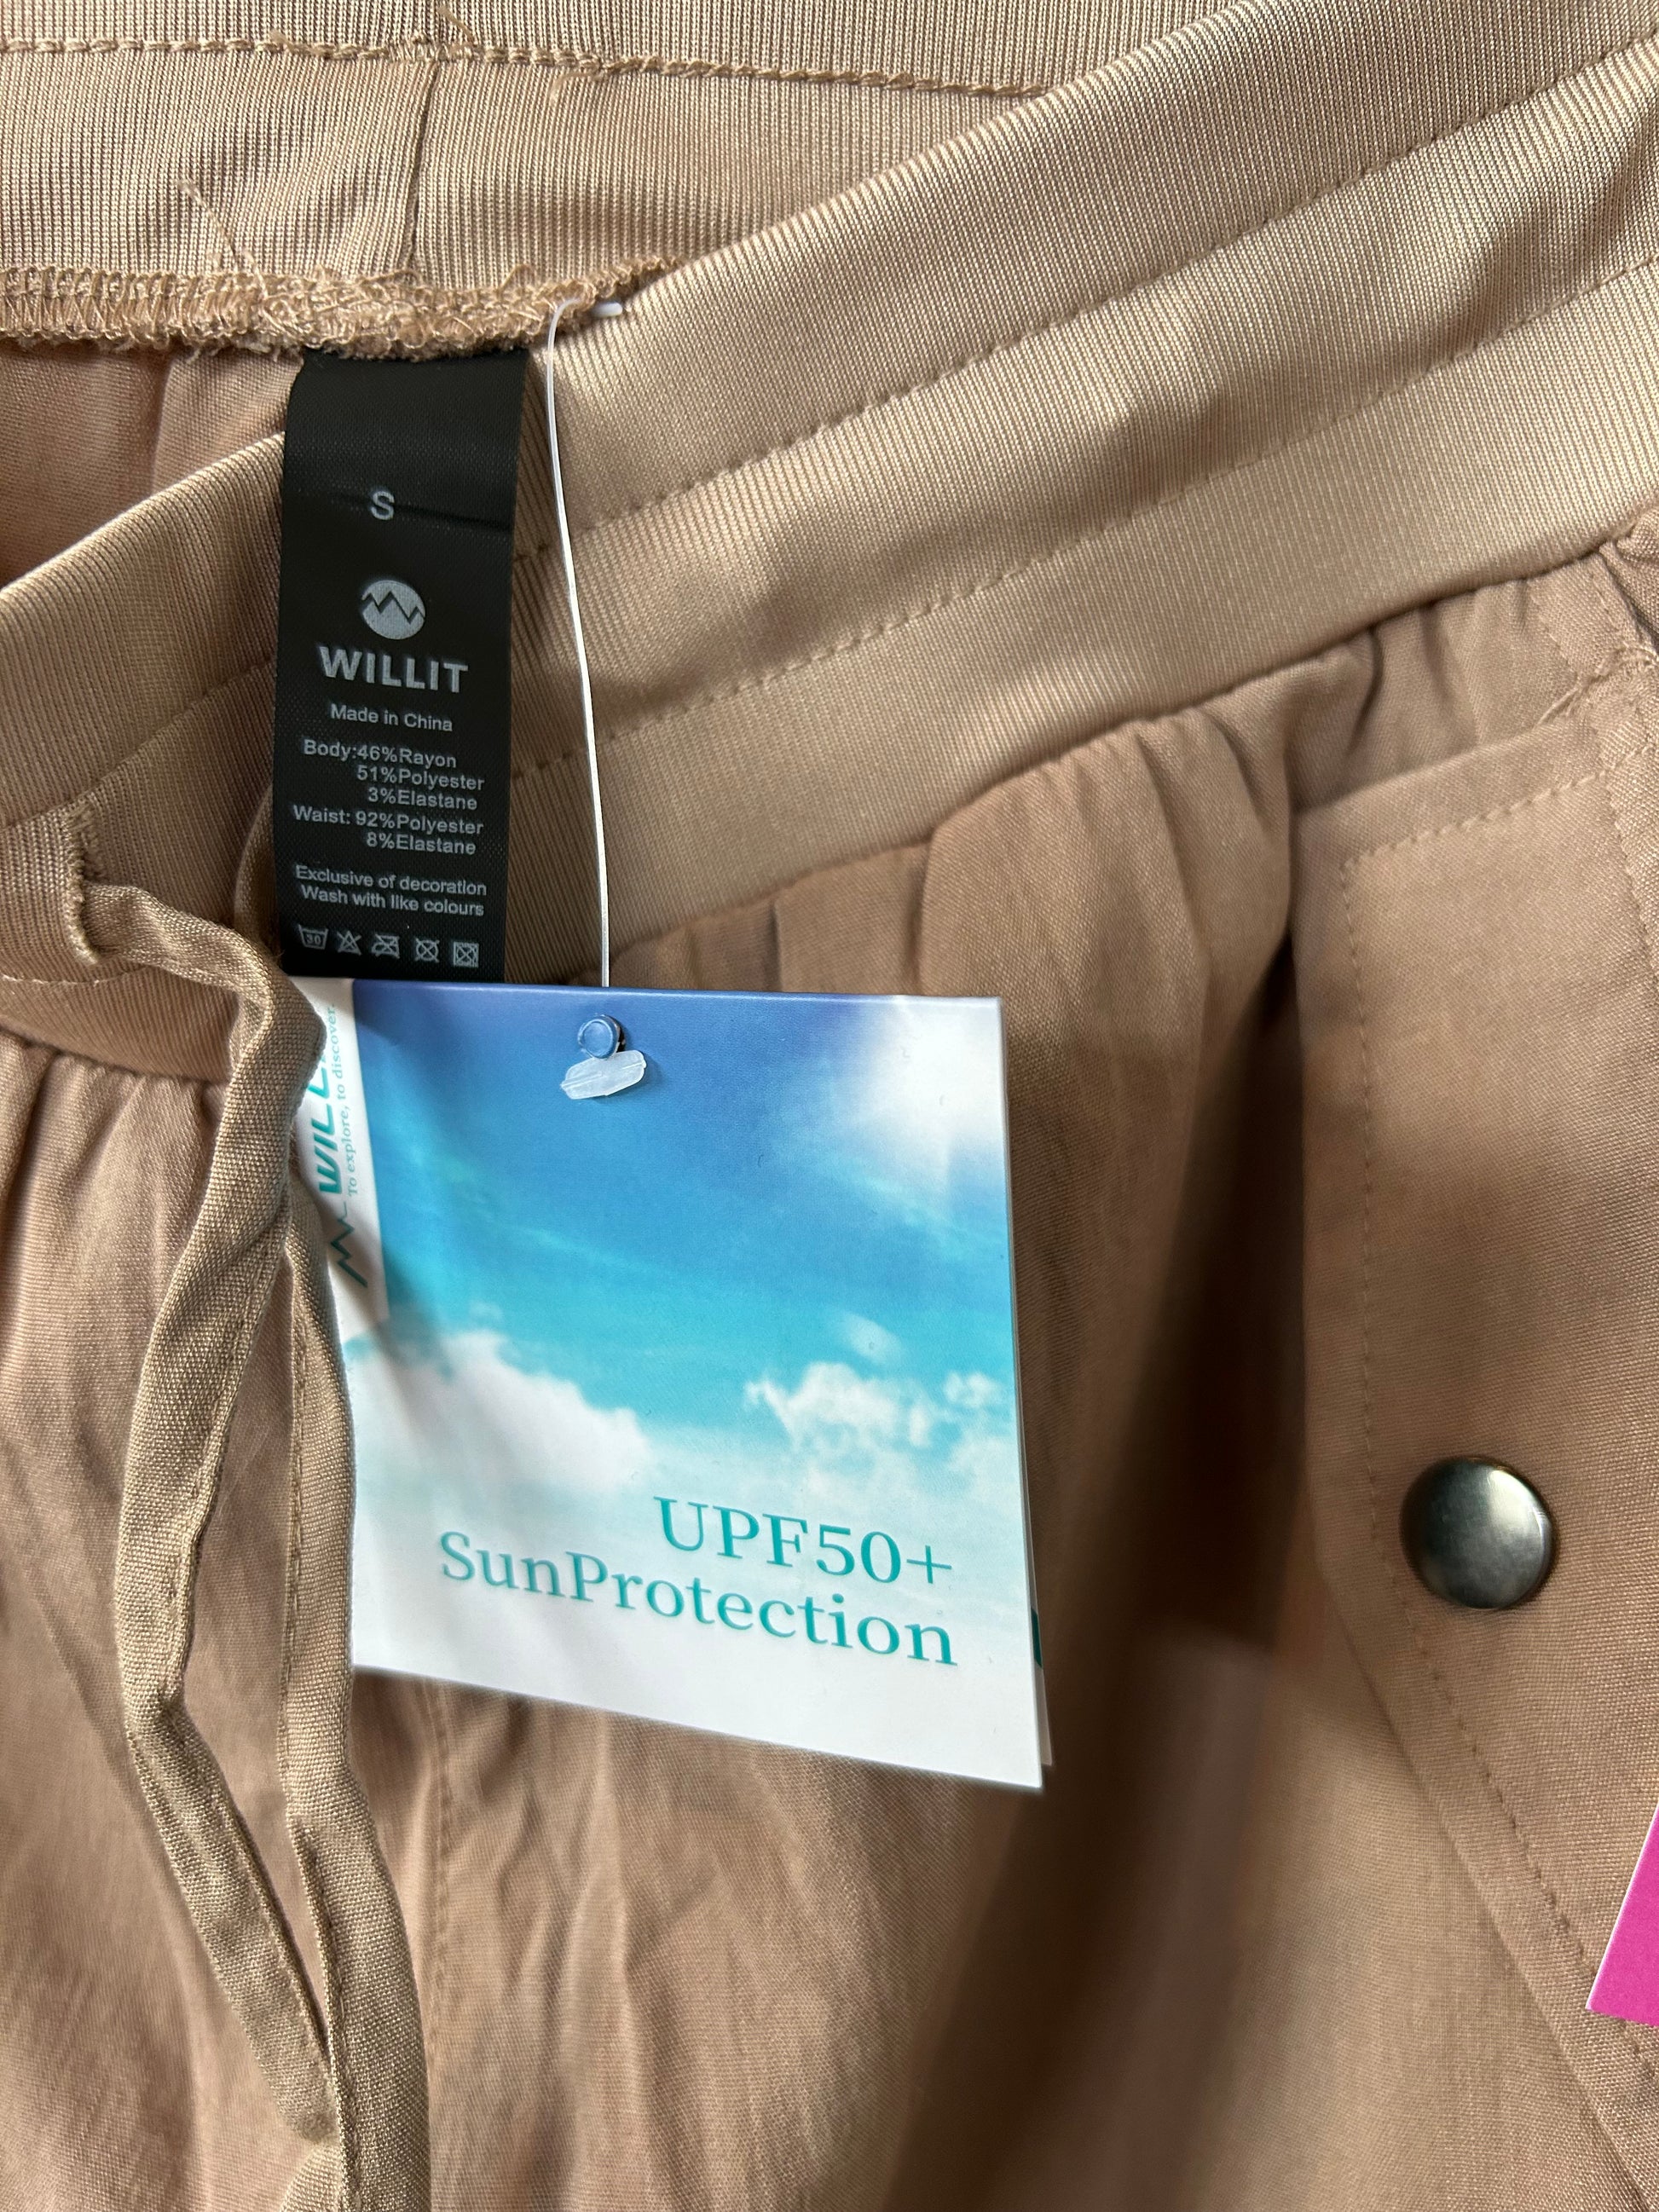 S
WILLIT
Made in China
Body:46%Rayon
51%Polyester
3%Elastane
Waist: 92%Polyester
8%Elastane
Exclusive of decoration
Wash with like colours
30
To explore, to discover.
UPF50+
SunProtection